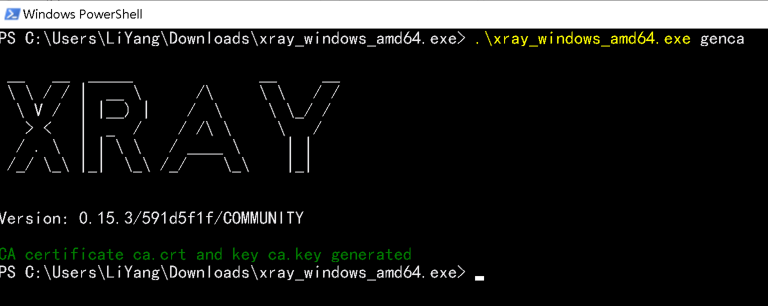 Windows PowerShell
PS C:\Users\LiYang\Downloads\xray_windows_amd64.exe> .\xray_windows_amd64.exe genca
XRAY
Version: 0.15.3/591d5f1f/COMMUNITY
CA certificate ca.crt and key ca.key generated
PS C:\Users\LiYang\Downloads\xray_windows_amd64.exe>